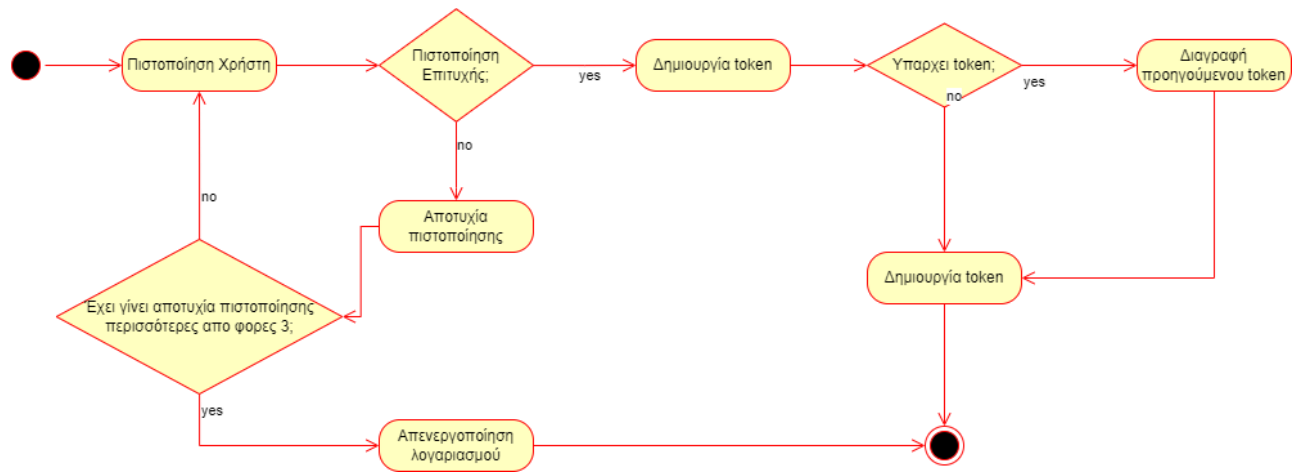 Πιστοποίηση Χρήστη
Πιστοποίηση
Επιτυχής;
yes
Δημιουργία token
Υπαρχει token;
yes
Διαγραφή
προηγούμενου token
no
no
Αποτυχία
πιστοποίησης
no
Δημιουργία token
Εχει γίνει αποτυχία πιστοποίησης
περισσότερες απο φορες 3;
yes
Απενεργοποίηση
λογαριασμού